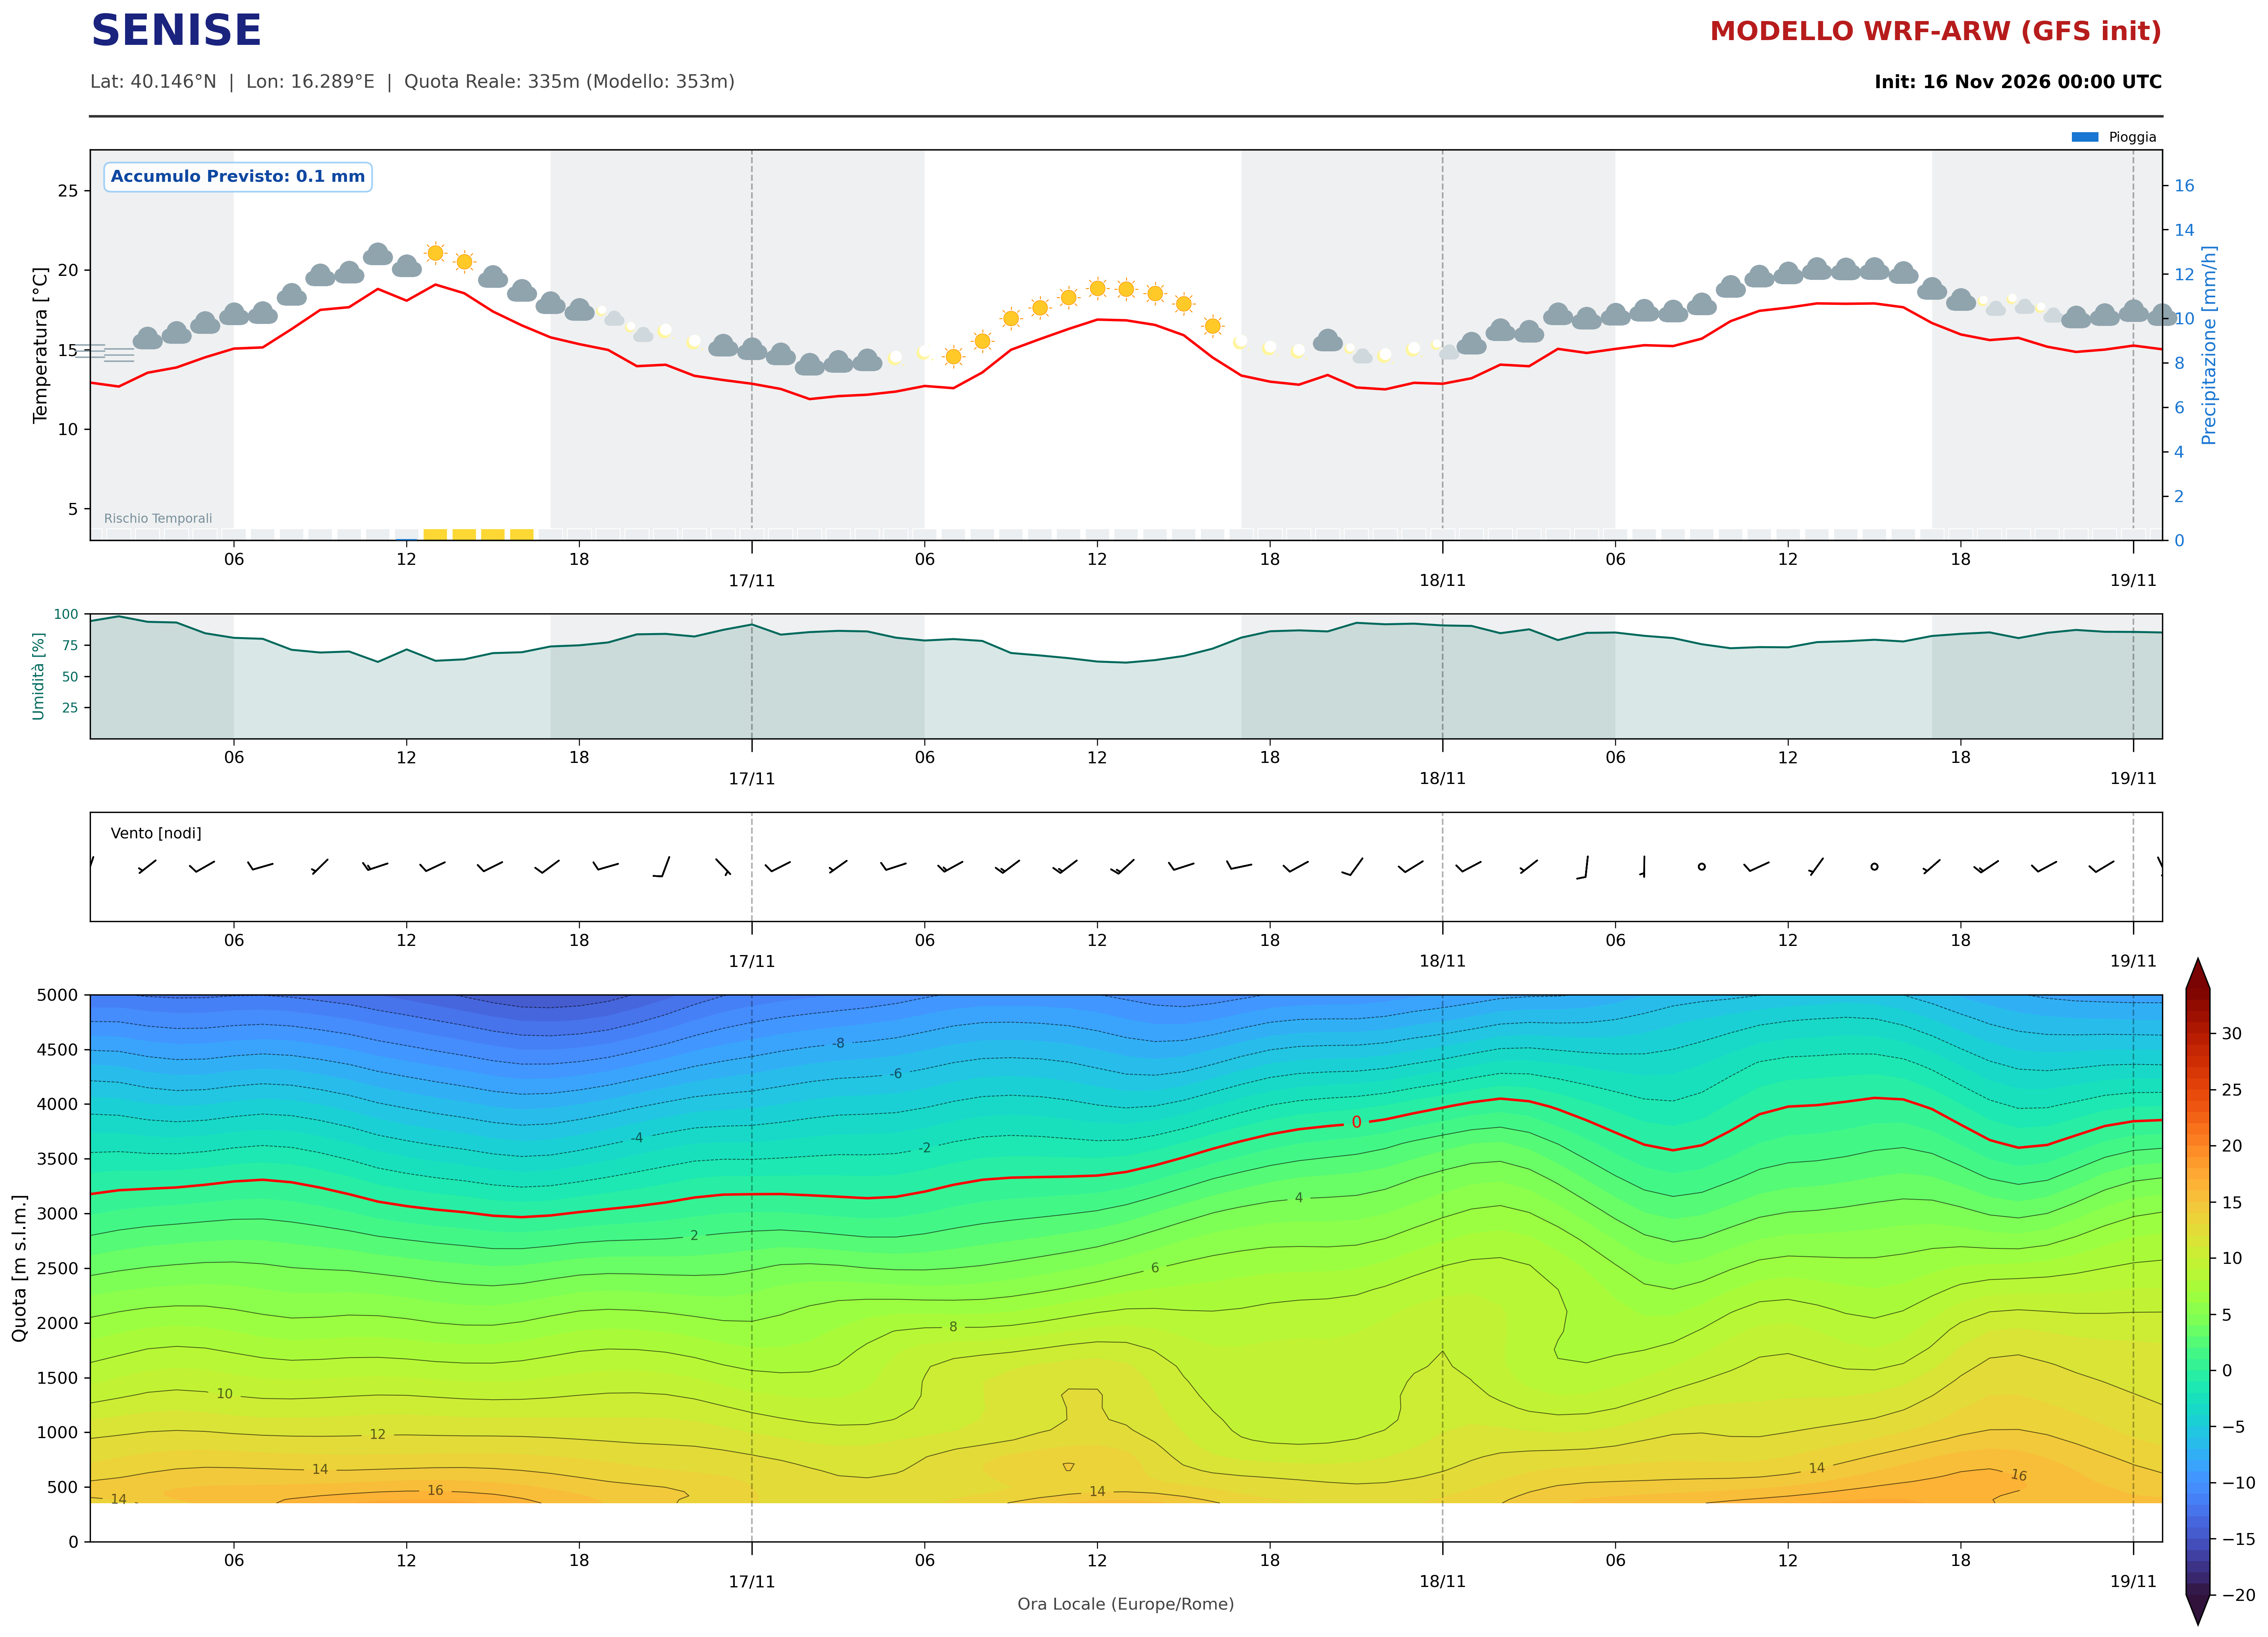 SENISE
MODELLO WRF-ARW (GFS init)
Lat: 40.146°N | Lon: 16.289°E | Quota Reale: 335m (Modello: 353m)
Init: 16 Nov 2026 00:00 UTC
Pioggia
Accumulo Previsto: 0.1 mm
Temperatura [°C]
25
20
15
10
5
Rischio Temporali
Precipitazione [mm/h]
16
14
12
10
8
6
4
2
0
06 12 18 06 12 18 06 12 18
17/11 18/11 19/11
Umidità [%]
100
75
50
25
06 12 18 06 12 18 06 12 18
17/11 18/11 19/11
Vento [nodi]
06 12 18 06 12 18 06 12 18
17/11 18/11 19/11
Quota [m s.l.m.]
5000
4500
4000
3500
3000
2500
2000
1500
1000
500
0
-8
-6
-4
-2
0
2
4
6
8
10
12
14
14
16
14
14
16
06 12 18 06 12 18 06 12 18
17/11 18/11 19/11
Ora Locale (Europe/Rome)
30
25
20
15
10
5
0
−5
−10
−15
−20